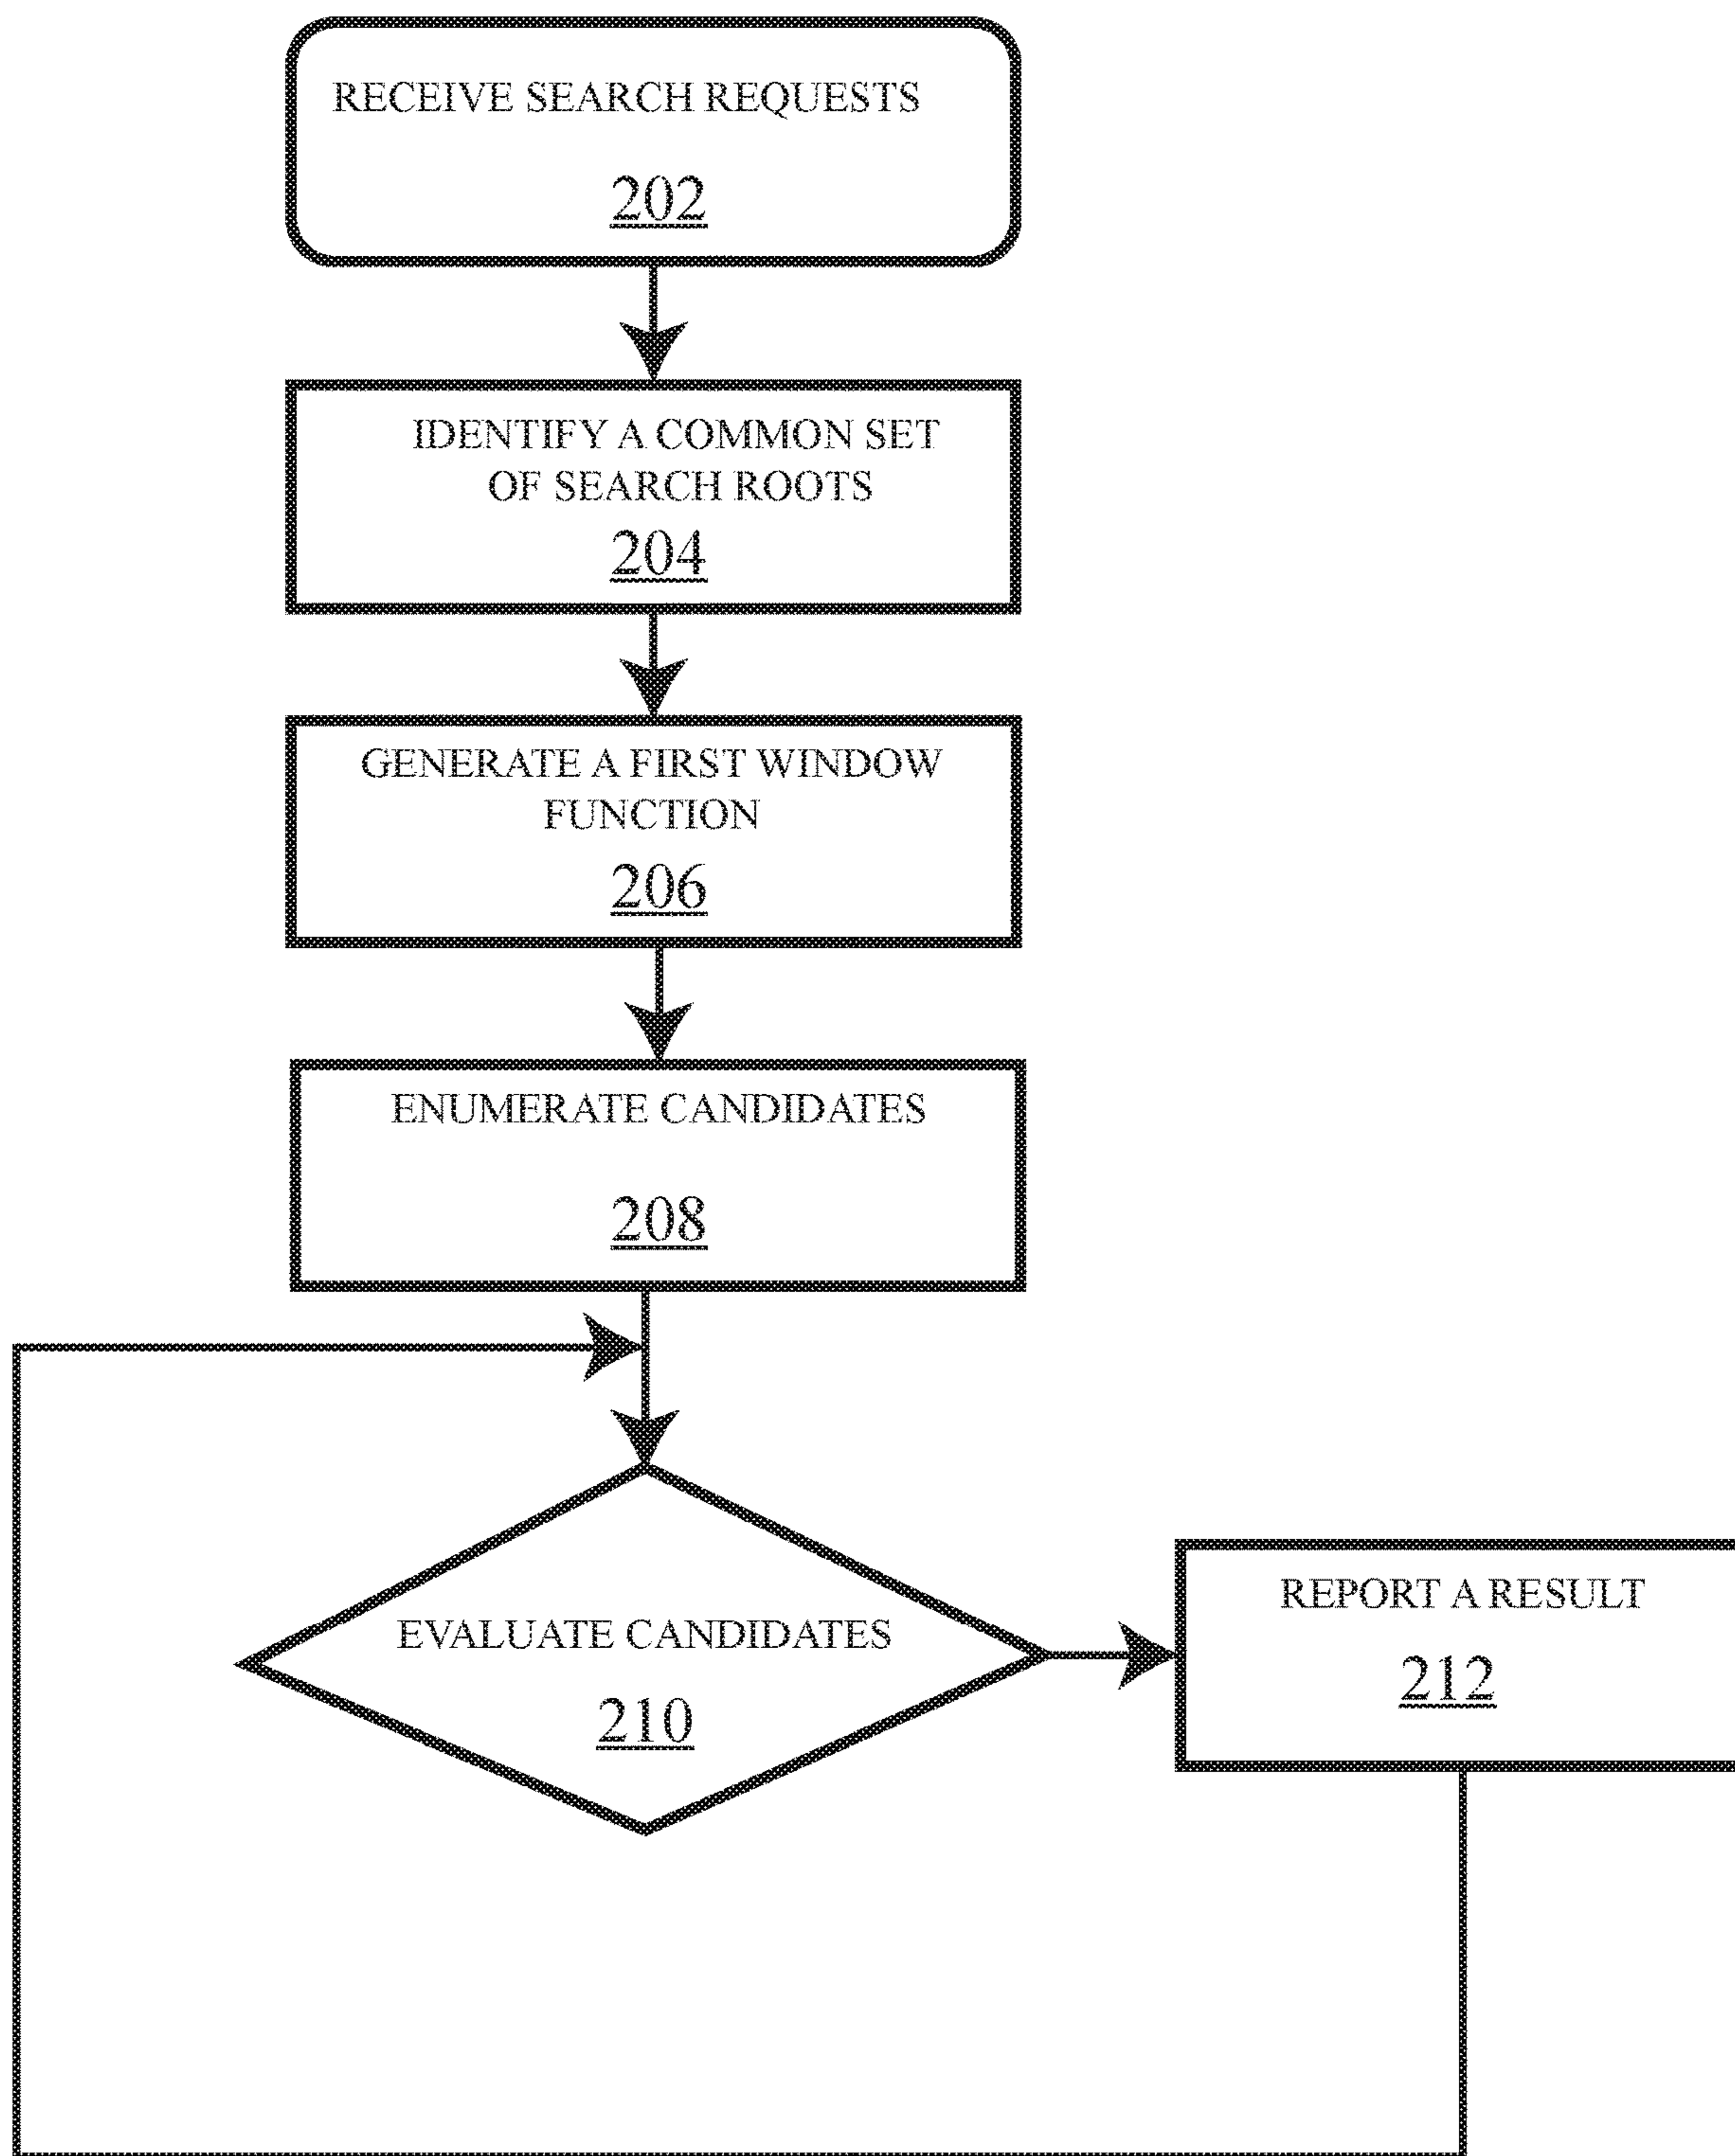 RECEIVE SEARCH REQUESTS
202
IDENTIFY A COMMON SET
OF SEARCH ROOTS
204
GENERATE A FIRST WINDOW
FUNCTION
206
ENUMERATE CANDIDATES
208
EVALUATE CANDIDATES
210
REPORT A RESULT
212